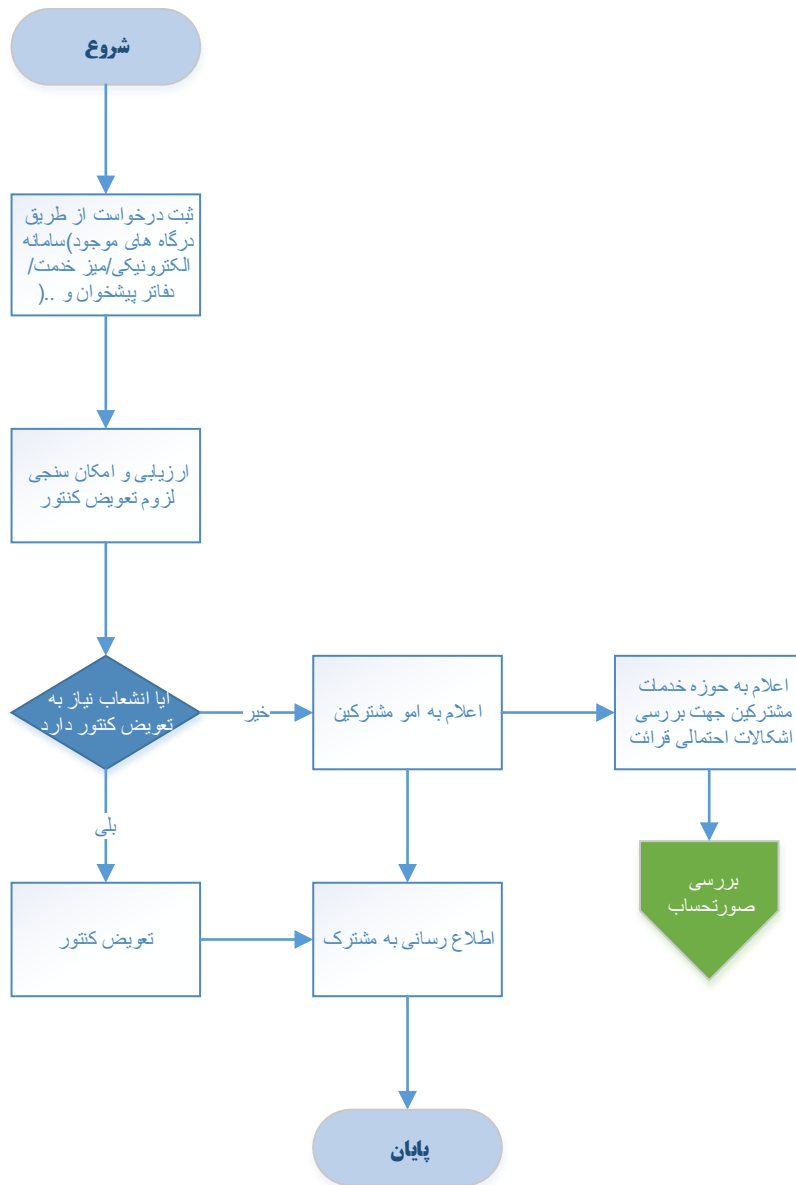 شروع
ثبت درخواست از طریق
درگاه های موجود)سامانه
الکترونیکی/میز خدمت/
دفاتر پیشخوان و ..(
ارزیابی و امکان سنجی
لزوم تعویض کنتور
ایا انشعاب نیاز به
تعویض کنتور دارد
خیر
اعلام به امو مشترکین
اعلام به حوزه خدمات
مشترکین جهت بررسی
اشکالات احتمالی قرائت
بلی
تعویض کنتور
اطلاع رسانی به مشترک
بررسی
صورتحساب
پایان